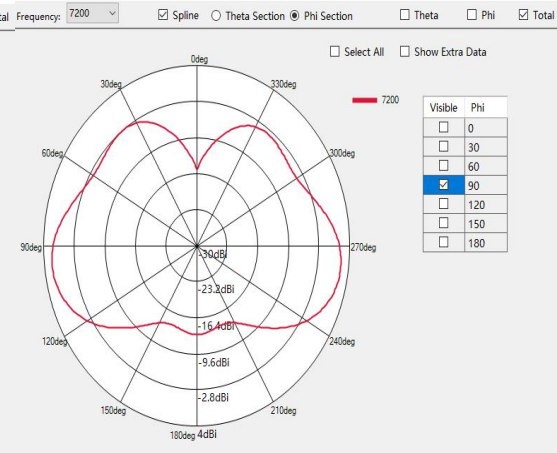 tal Frequency: 7200 Spline Theta Section Phi Section Theta Phi Total
Select All Show Extra Data
0deg
30deg 330deg
7200
Visible Phi
0
30
60deg 300deg
60
90
120
150
90deg 270deg
180
-30dBi
-23.2dBi
-16.4dBi
120deg 240deg
-9.6dBi
-2.8dBi
150deg 210deg
180deg 4dBi